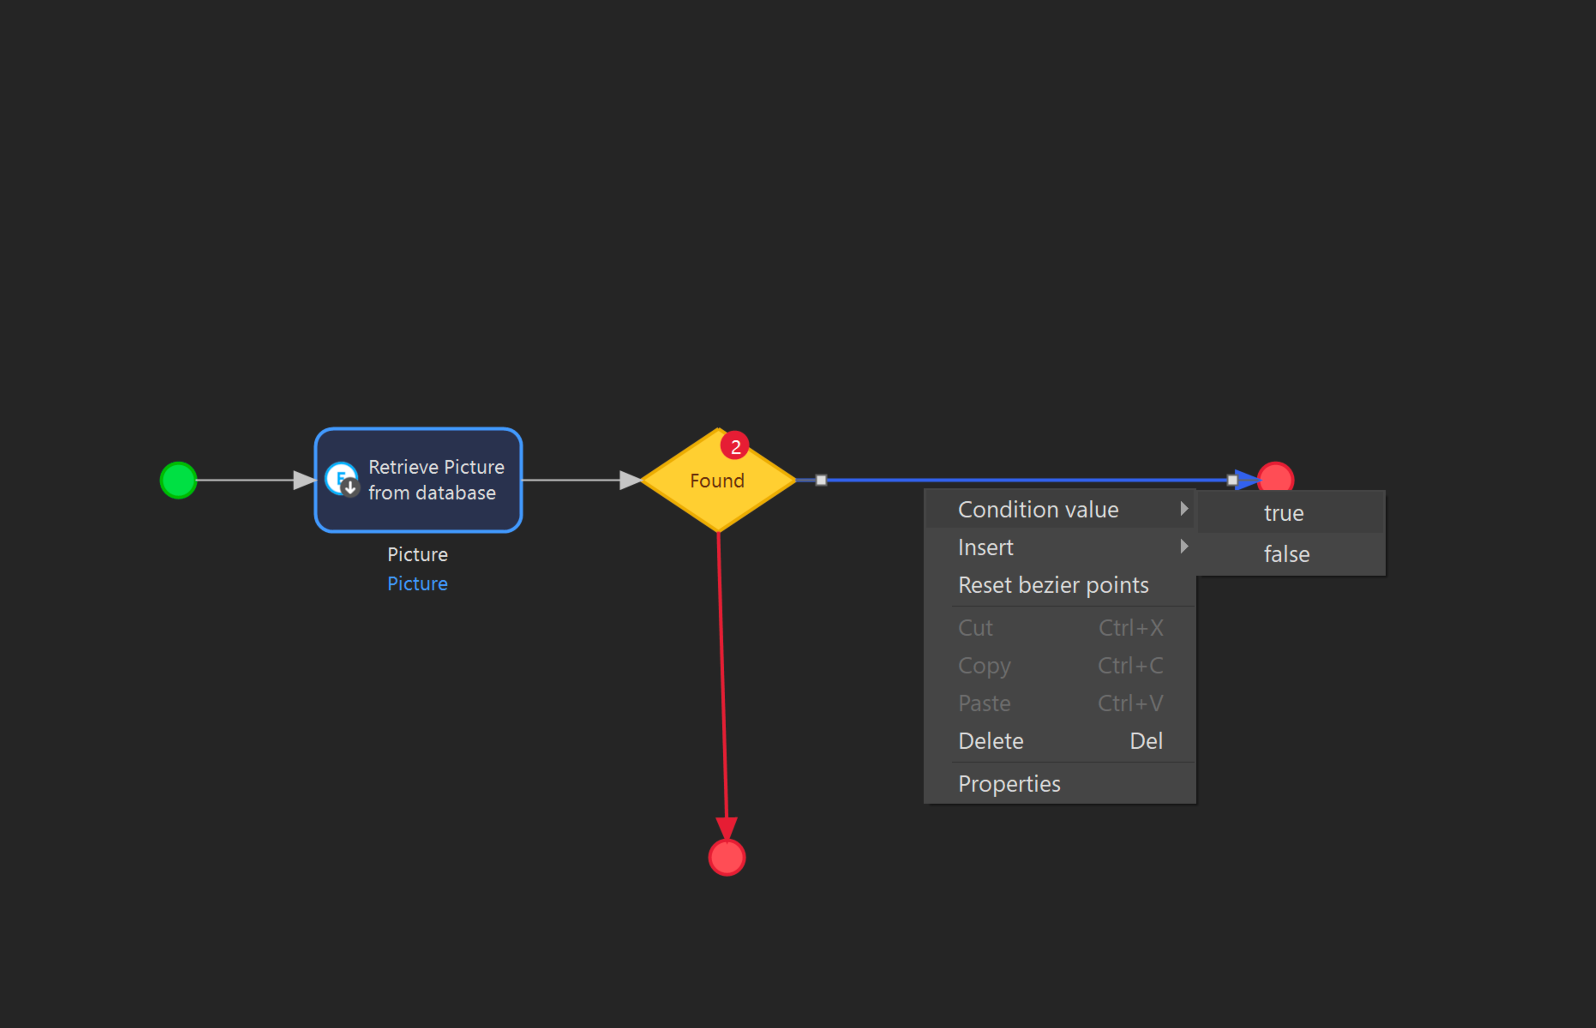 Retrieve Picture
from database
Picture
Picture
2
Found
Condition value
Insert
Reset bezier points
Cut Ctrl+X
Copy Ctrl+C
Paste Ctrl+V
Delete Del
Properties
true
false